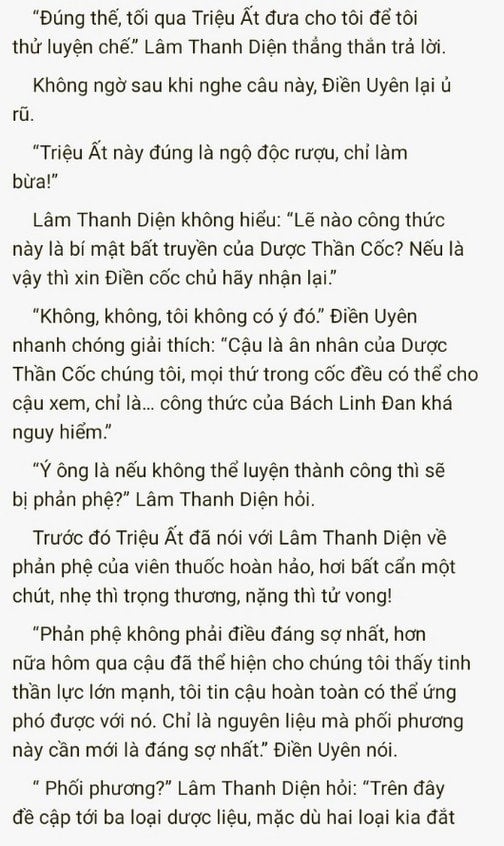 “Đúng thế, tối qua Triệu Ất đưa cho tôi để tôi
thử luyện chế.” Lâm Thanh Diện thẳng thắn trả lời.
Không ngờ sau khi nghe câu này, Điền Uyên lại ủ
rũ.
“Triệu Ất này đúng là ngộ độc rượu, chỉ làm
bừa!”
Lâm Thanh Diện không hiểu: “Lẽ nào công thức
này là bí mật bất truyền của Dược Thần Cốc? Nếu là
vậy thì xin Điền cốc chủ hãy nhận lại.”
“Không, không, tôi không có ý đó.” Điền Uyên
nhanh chóng giải thích: “Cậu là ân nhân của Dược
Thần Cốc chúng tôi, mọi thứ trong cốc đều có thể cho
cậu xem, chỉ là… công thức của Bách Linh Đan khá
nguy hiểm.”
“Ý ông là nếu không thể luyện thành công thì sẽ
bị phản phệ?” Lâm Thanh Diện hỏi.
Trước đó Triệu Ất đã nói với Lâm Thanh Diện về
phản phệ của viên thuốc hoàn hảo, hơi bất cẩn một
chút, nhẹ thì trọng thương, nặng thì tử vong!
“Phản phệ không phải điều đáng sợ nhất, hơn
nữa hôm qua cậu đã thể hiện cho chúng tôi thấy tinh
thần lực lớn mạnh, tôi tin cậu hoàn toàn có thể ứng
phó được với nó. Chỉ là nguyên liệu mà phối phương
này cần mới là đáng sợ nhất.” Điền Uyên nói.
“ Phối phương?” Lâm Thanh Diện hỏi: “Trên đây
đề cập tới ba loại dược liệu, mặc dù hai loại kia đắt